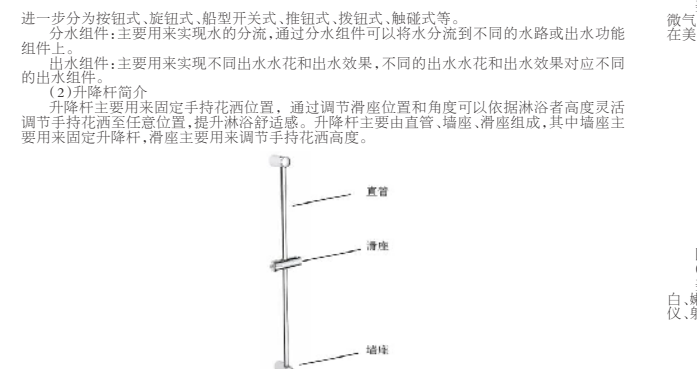 进一步分为按钮式、旋钮式、船型开关式、推钮式、拨钮式、触碰式等。
分水组件:主要用来实现水的分流,通过分水组件可以将水分流到不同的水路或出水功能
组件上。
出水组件:主要用来实现不同出水水花和出水效果,不同的出水水花和出水效果对应不同
的出水组件。
(2)升降杆简介
升降杆主要用来固定手持花洒位置, 通过调节滑座位置和角度可以依据淋浴者高度灵活
调节手持花洒至任意位置,提升淋浴舒适感。升降杆主要由直管、墙座、滑座组成,其中墙座主
要用来固定升降杆,滑座主要用来调节手持花洒高度。
直管
滑座
墙座
微气
在美
白、
仪、